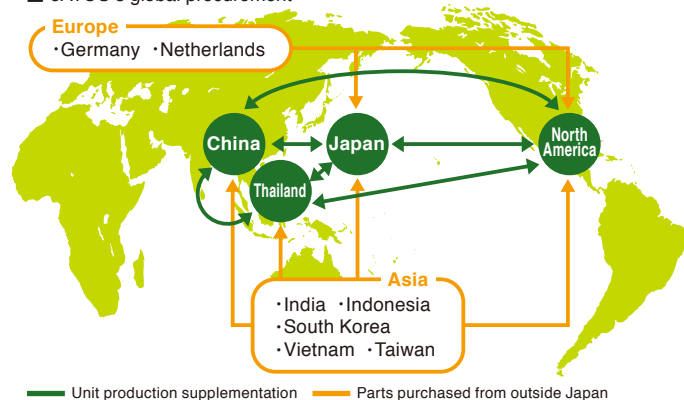 Europe
・Germany ・Netherlands
China
Japan
North
America
Thailand
Asia
・India ・Indonesia
・South Korea
・Vietnam ・Taiwan
Unit production supplementation
Parts purchased from outside Japan